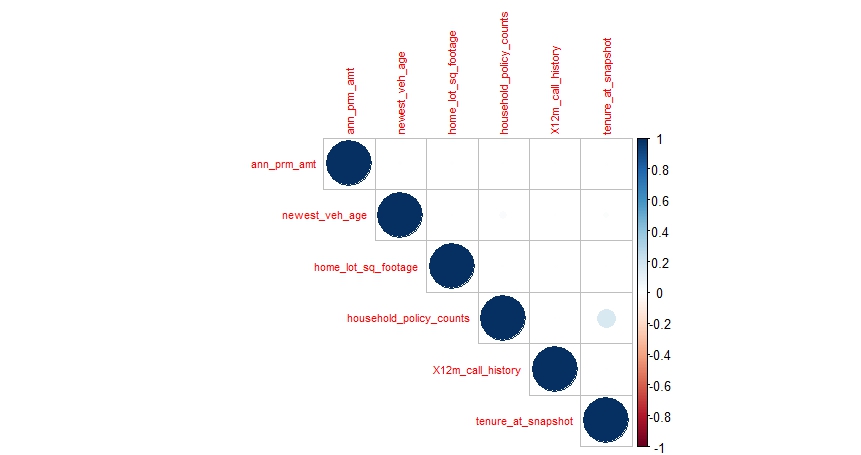 ann_prm_amt
newest_veh_age
home_lot_sq_footage
household_policy_counts
X12m_call_history
tenure_at_snapshot
ann_prm_amt
newest_veh_age
home_lot_sq_footage
household_policy_counts
X12m_call_history
tenure_at_snapshot
1
0.8
0.6
0.4
0.2
0
-0.2
-0.4
-0.6
-0.8
-1